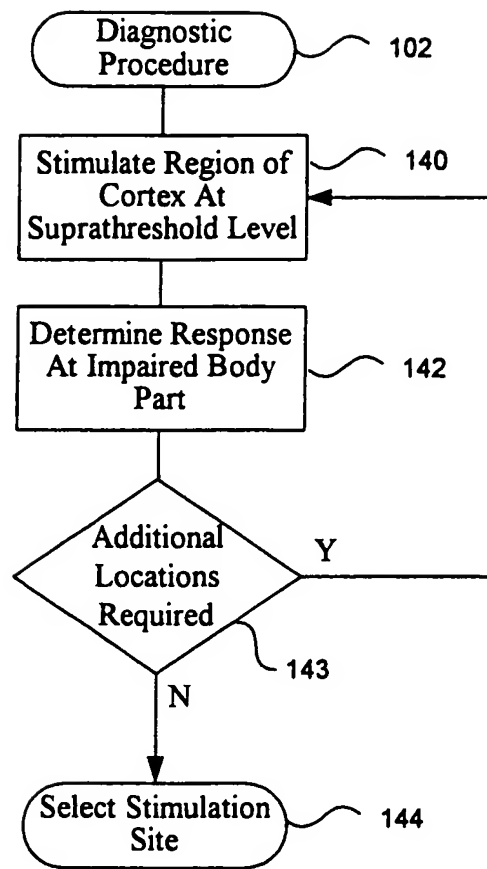 Diagnostic
Procedure
102
Stimulate Region of
Cortex At
Suprathreshold Level
140
Determine Response
At Impaired Body
Part
142
Additional
Locations
Required
Y
143
N
Select Stimulation
Site
144